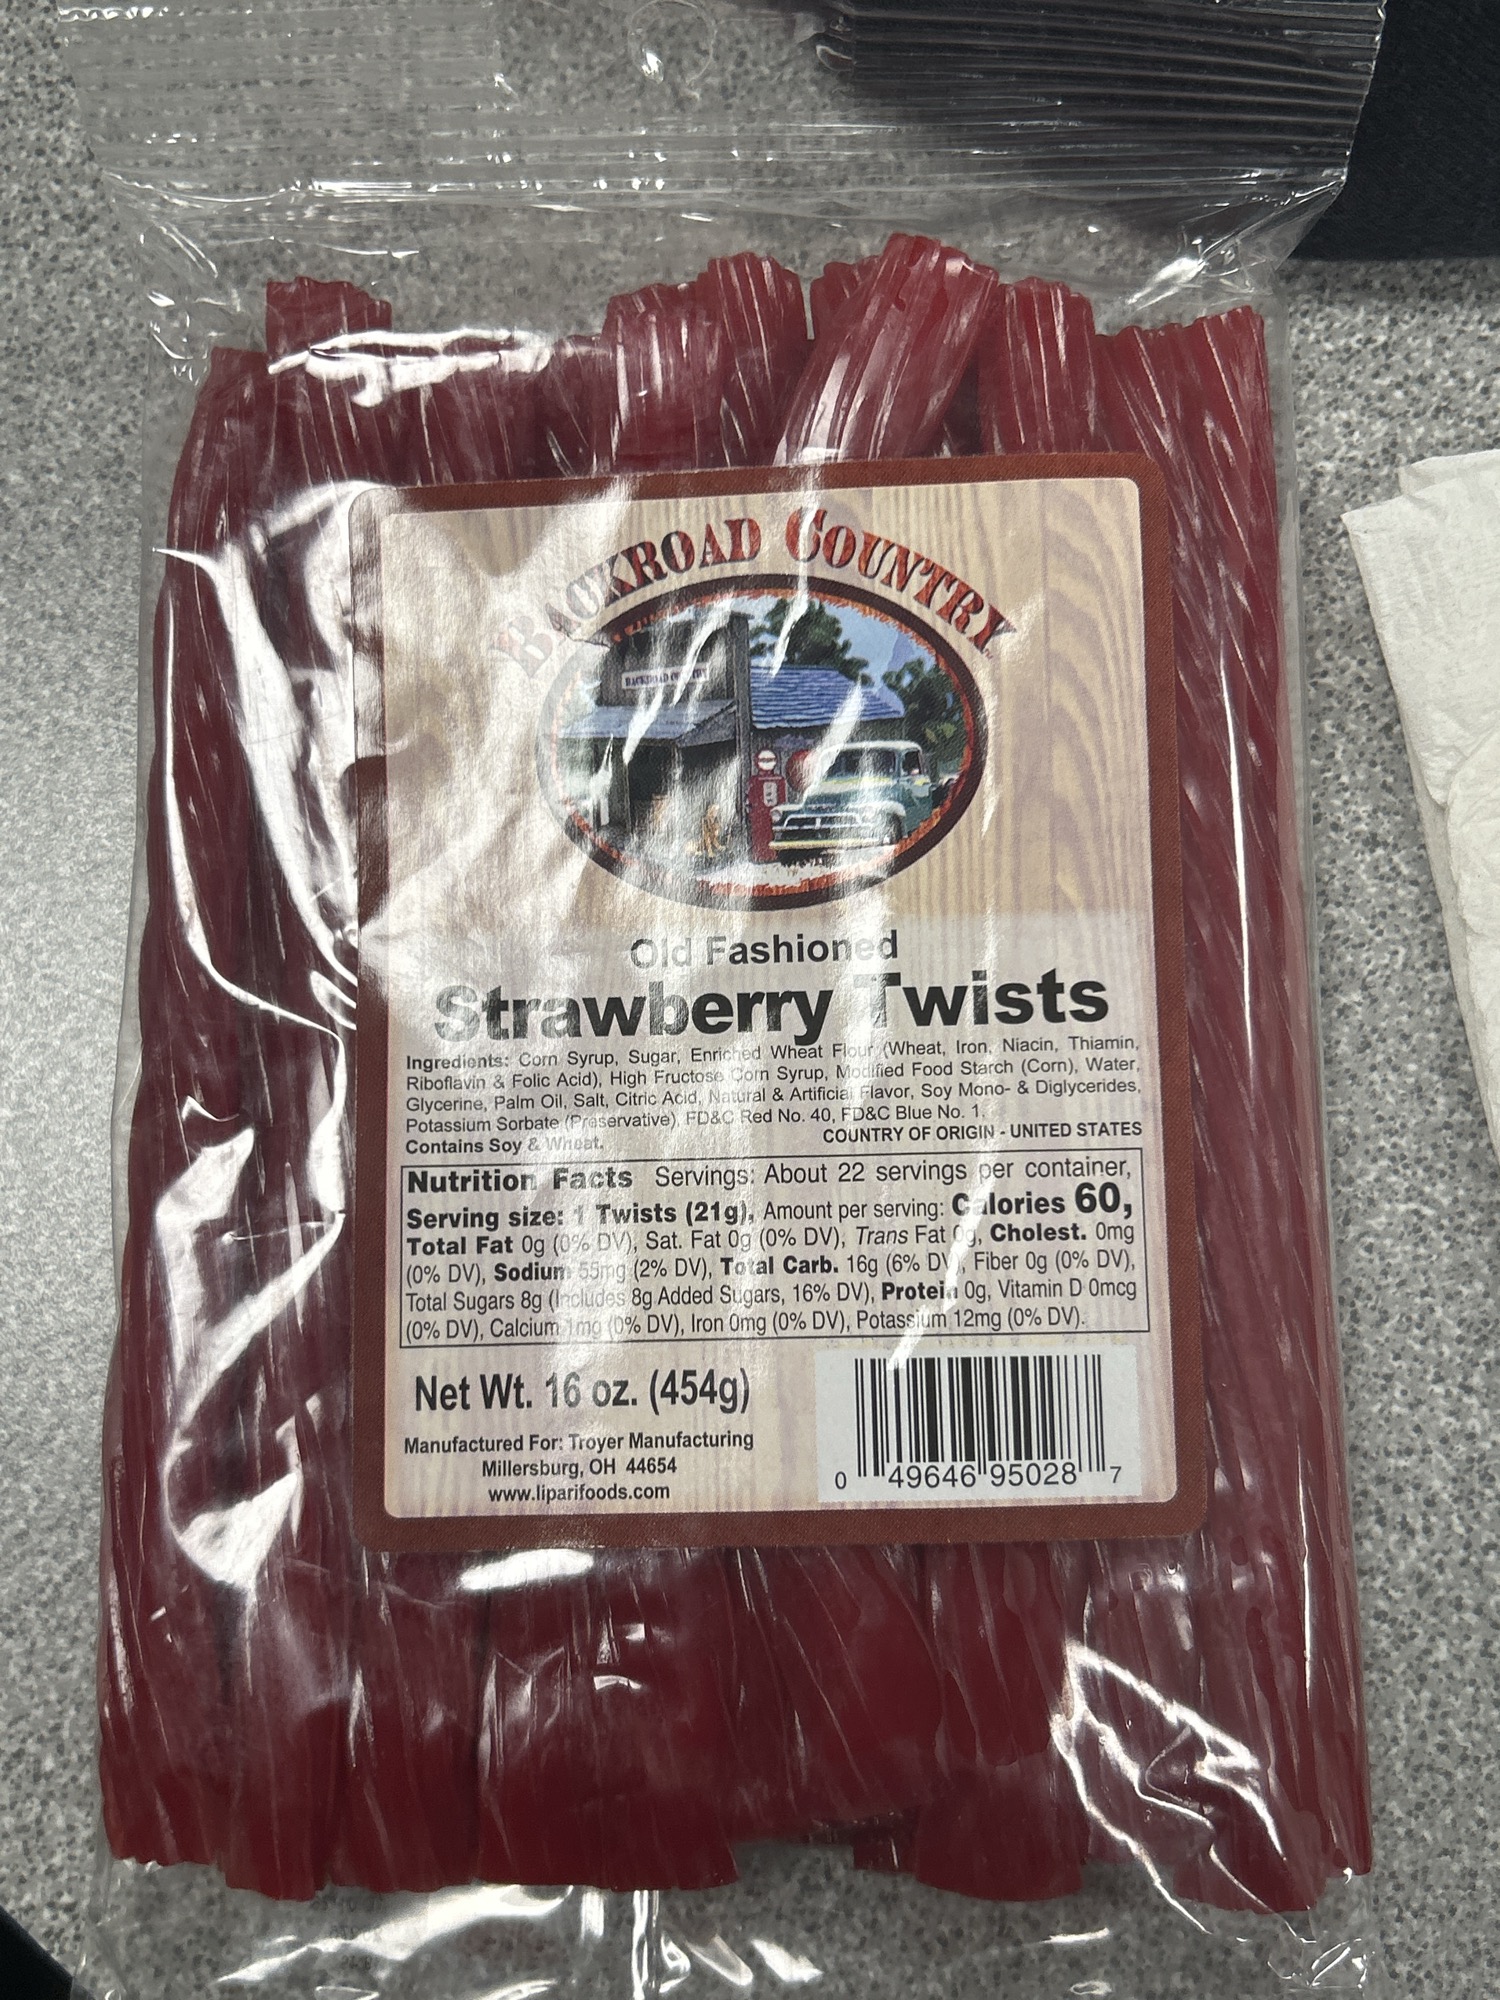 BACKROAD COUNTRY
BACKROAD COUNTRY
Old Fashioned
Strawberry Twists
Ingredients: Corn Syrup, Sugar, Enriched Wheat Flour (Wheat, Iron, Niacin, Thiamin,
Riboflavin & Folic Acid), High Fructose Corn Syrup, Modified Food Starch (Corn), Water,
Glycerine, Palm Oil, Salt, Citric Acid, Natural & Artificial Flavor, Soy Mono- & Diglycerides,
Potassium Sorbate (Preservative), FD&C Red No. 40, FD&C Blue No. 1.
Contains Soy & Wheat.
COUNTRY OF ORIGIN - UNITED STATES
Nutrition Facts Servings: About 22 servings per container,
Serving size: 1 Twists (21g), Amount per serving: Calories 60,
Total Fat 0g (0% DV), Sat. Fat 0g (0% DV), Trans Fat 0g, Cholest. 0mg
(0% DV), Sodium 55mg (2% DV), Total Carb. 16g (6% DV), Fiber 0g (0% DV),
Total Sugars 8g (Includes 8g Added Sugars, 16% DV), Protein 0g, Vitamin D 0mcg
(0% DV), Calcium 1mg (0% DV), Iron 0mg (0% DV), Potassium 12mg (0% DV).
Net Wt. 16 oz. (454g)
Manufactured For: Troyer Manufacturing
Millersburg, OH 44654
www.liparifoods.com
0 49646 95028 7